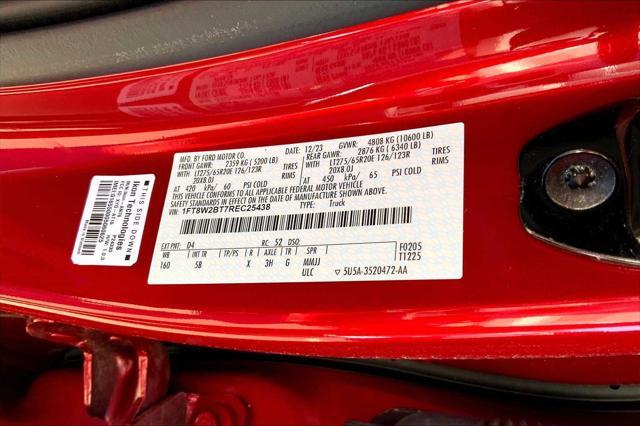 MFD. BY FORD MOTOR CO. DATE: 12/23 GVWR: 4808 KG (10600 LB)
FRONT GAWR: 2359 KG ( 5200 LB) REAR GAWR: 2876 KG ( 6340 LB)
LT275/65R20E 126/123R TIRES LT275/65R20E 126/123R TIRES
20X8.0J RIMS 20X8.0J RIMS
AT 420 kPa/ 60 PSI COLD AT 450 kPa/ 65 PSI COLD
THIS VEHICLE CONFORMS TO ALL APPLICABLE FEDERAL MOTOR VEHICLE
SAFETY STANDARDS IN EFFECT ON THE DATE OF MANUFACTURE SHOWN ABOVE.
VIN: 1FT8W2BT7REC25438 TYPE: Truck
EXT PNT: D4 RC: 52 DSO: F0205
WB INT TR TP/PS R AXLE TR SPR T1225
160 5B X 3H G MMJJ
ULC 5U5A-3520472-AA
THIS SIDE DOWN
ikon Technologies